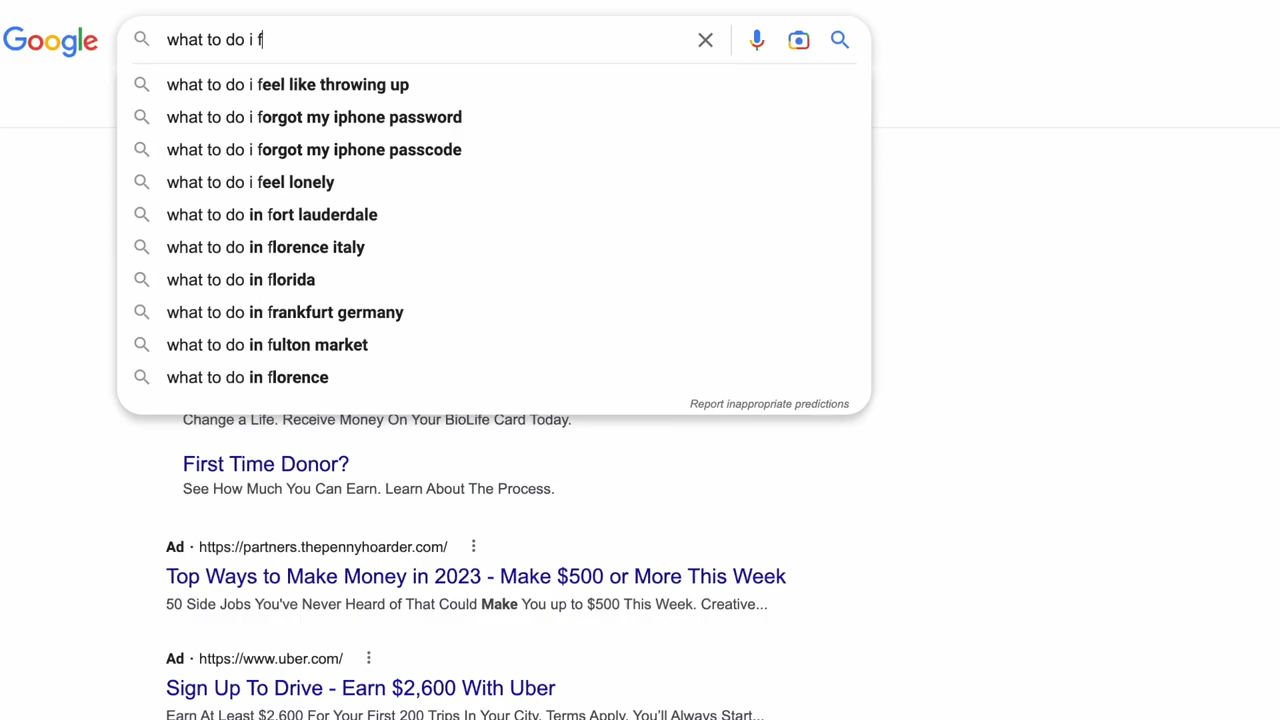 Google
what to do i f
what to do i feel like throwing up
what to do i forgot my iphone password
what to do i forgot my iphone passcode
what to do i feel lonely
what to do in fort lauderdale
what to do in florence italy
what to do in florida
what to do in frankfurt germany
what to do in fulton market
what to do in florence
Report inappropriate predictions
Change a Life. Receive Money On Your BioLife Card Today.
First Time Donor?
See How Much You Can Earn. Learn About The Process.
Ad · https://partners.thepennyhoarder.com/
Top Ways to Make Money in 2023 - Make $500 or More This Week
50 Side Jobs You've Never Heard of That Could Make You up to $500 This Week. Creative...
Ad · https://www.uber.com/
Sign Up To Drive - Earn $2,600 With Uber
Earn At Least $2,600 For Your First 200 Trips In Your City. Terms Apply. You'll Always Start...